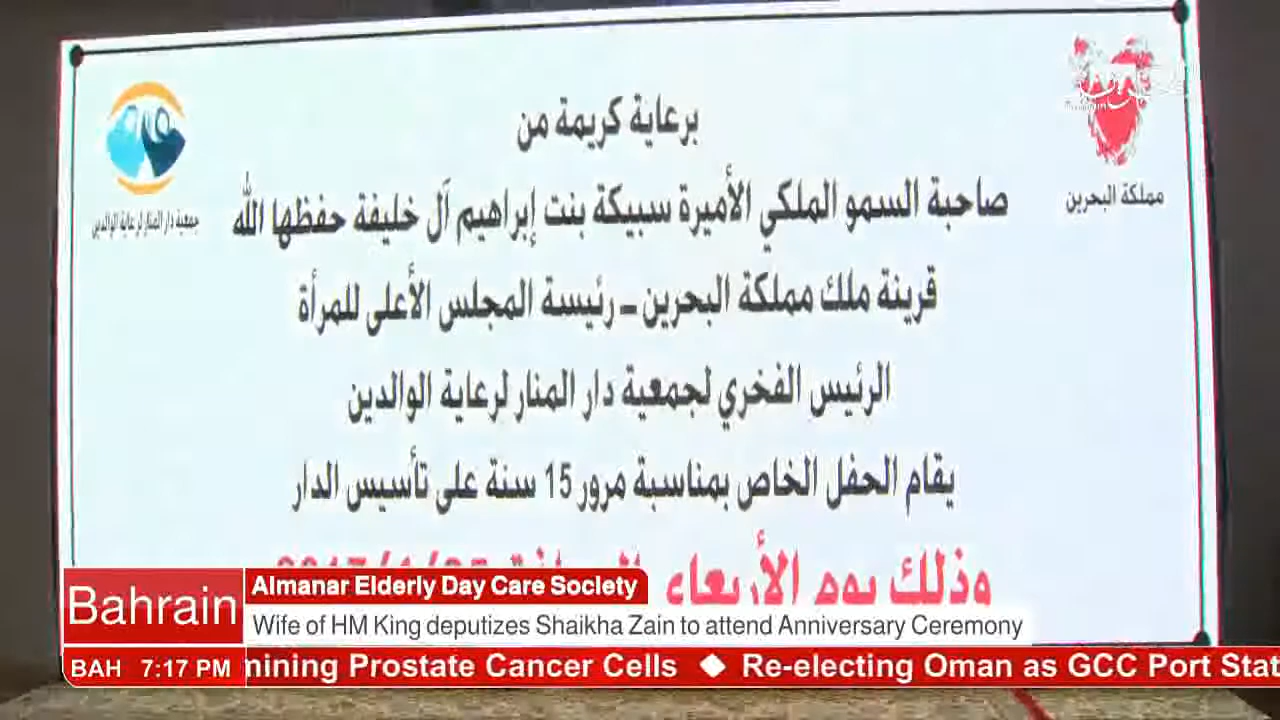 برعاية كريمة من
صاحبة السمو الملكي الأميرة سبيكة بنت إبراهيم آل خليفة حفظها الله
قرينة ملك مملكة البحرين – رئيسة المجلس الأعلى للمرأة
الرئيس الفخري لجمعية دار المنار لرعاية الوالدين
يقام الحفل الخاص بمناسبة مرور 15 سنة على تأسيس الدار
وذلك يوم الأربعاء
مملكة البحرين
جمعية دار المنار لرعاية الوالدين
Bahrain
Almanar Elderly Day Care Society
Wife of HM King deputizes Shaikha Zain to attend Anniversary Ceremony
BAH 7:17 PM
mining Prostate Cancer Cells ◆ Re-electing Oman as GCC Port Stat